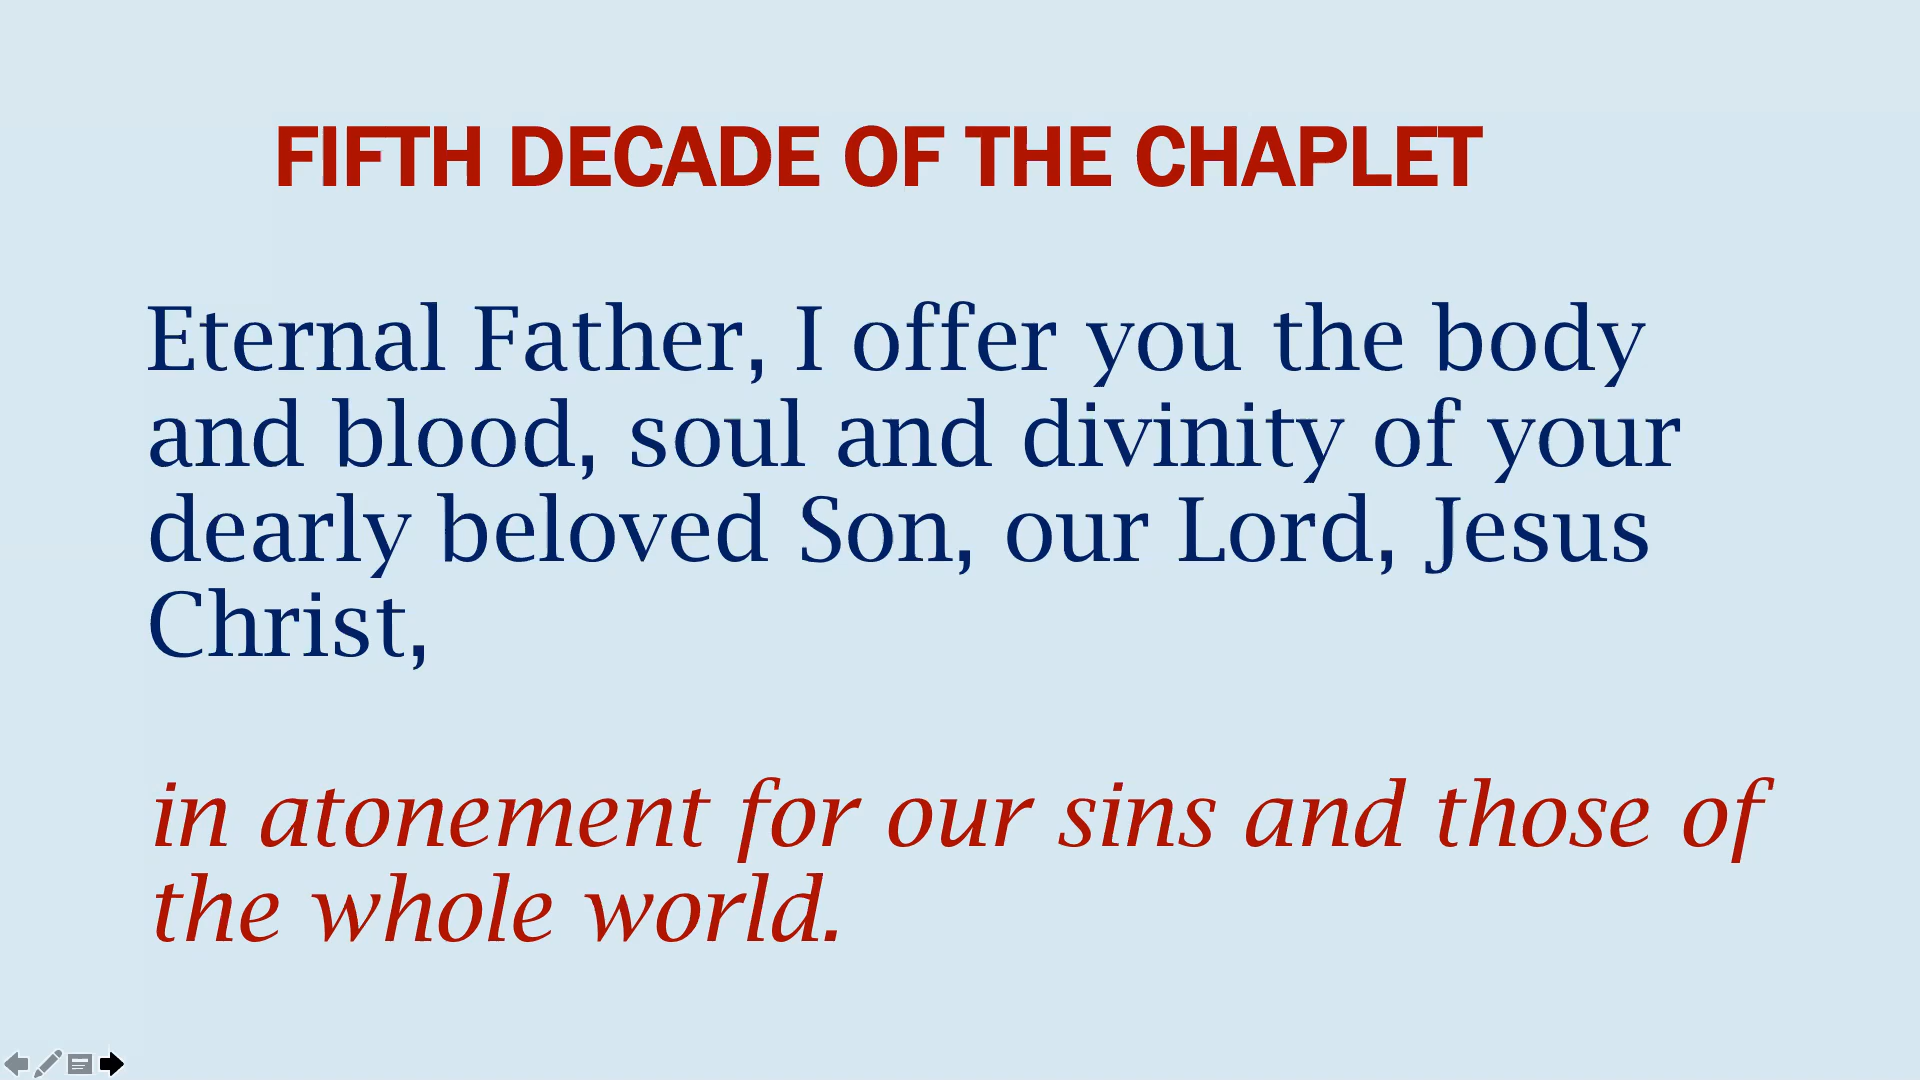 FIFTH DECADE OF THE CHAPLET
Eternal Father, I offer you the body
and blood, soul and divinity of your
dearly beloved Son, our Lord, Jesus
Christ,
in atonement for our sins and those of
the whole world.